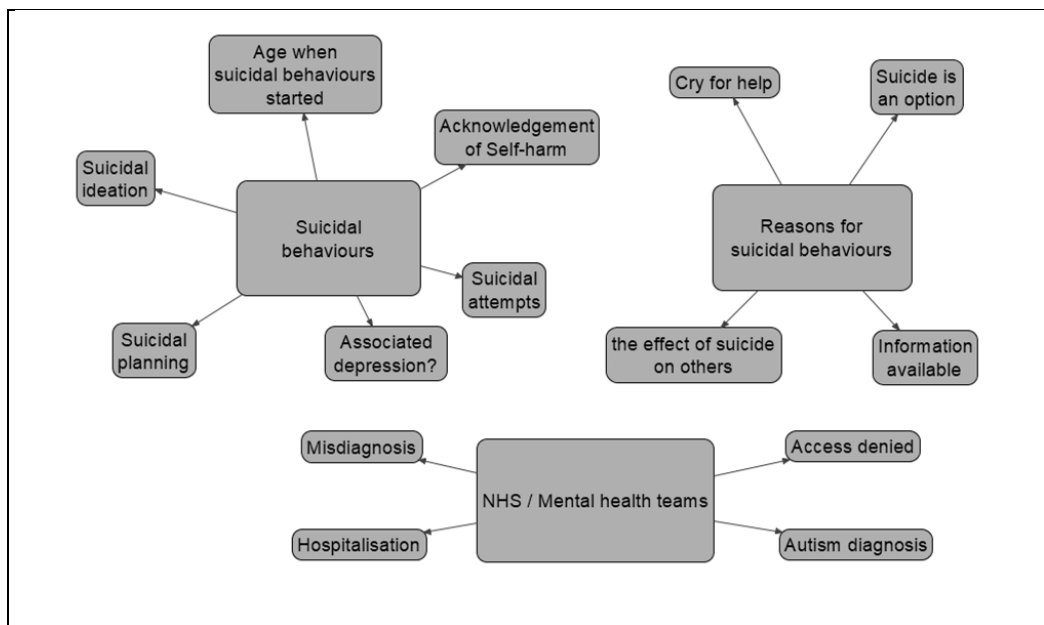 Age when
suicidal behaviours
started
Acknowledgement
of Self-harm
Suicidal
ideation
Suicidal
behaviours
Suicidal
attempts
Suicidal
planning
Associated
depression?
Cry for help
Suicide is
an option
Reasons for
suicidal behaviours
the effect of suicide
on others
Information
available
Misdiagnosis
Access denied
NHS / Mental health teams
Hospitalisation
Autism diagnosis